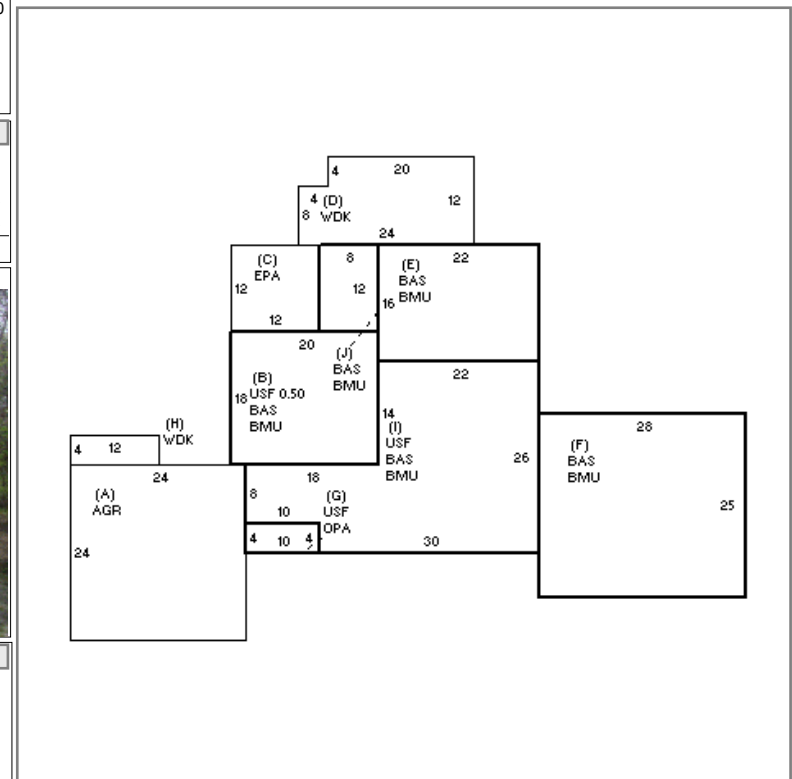 4 20
4 (D) 12
8 WDK
24
(C) 8 (E) 22
EPA BAS
12 12 BMU
16
12
20 (J) 22
BAS
BMU
(B)
18 USF 0.50
BAS
BMU
14
(I)
USF
BAS
BMU
26
28
(F)
BAS
BMU
25
(H)
WDK
4 12
24
(A)
AGR
24
18
8 (G)
USF
10 OPA
4 10 4 30